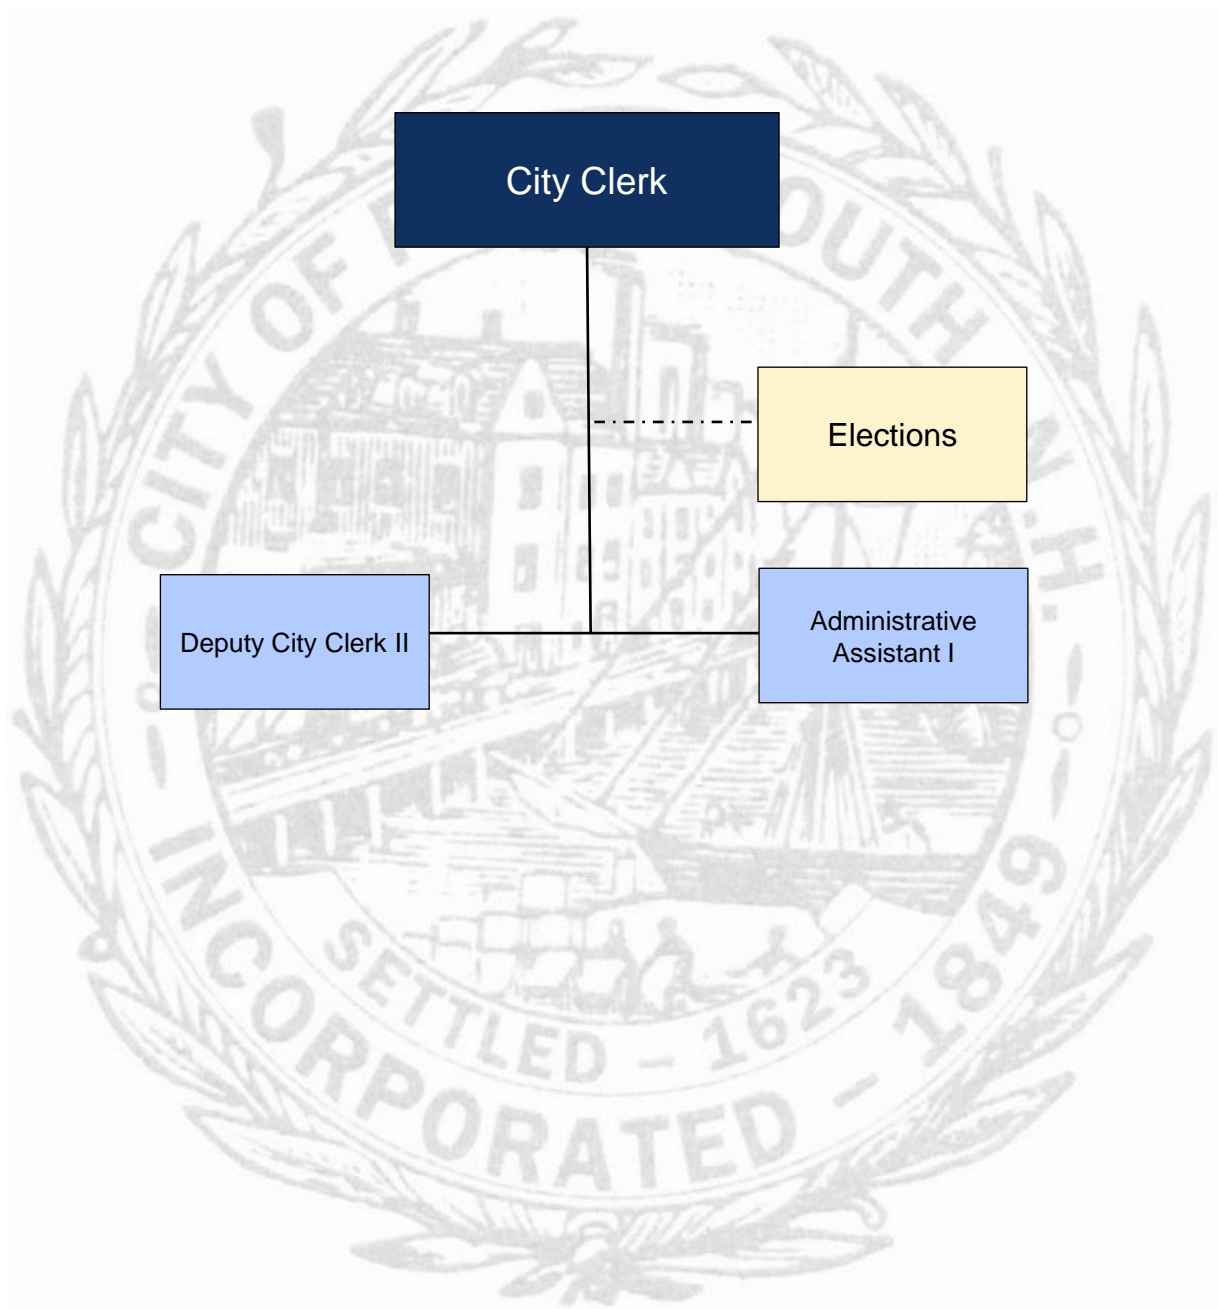 City Clerk
Elections
Deputy City Clerk II
Administrative
Assistant I
CITY OF P OUTH N.H.
SETTLED - 1623
INCORPORATED - 1849